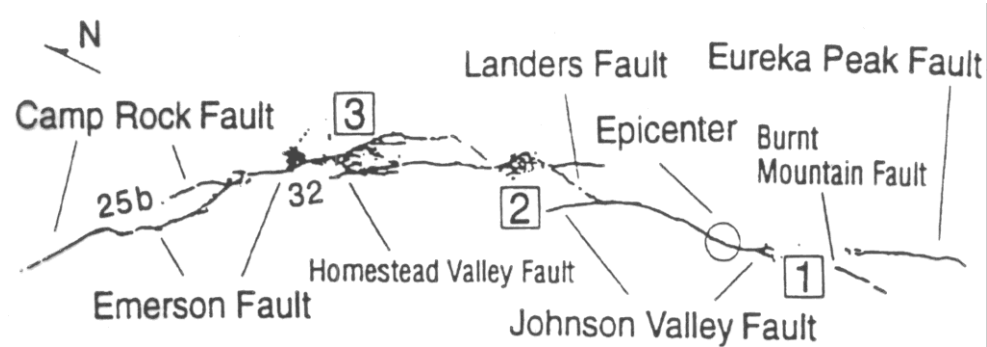 N
Landers Fault
Eureka Peak Fault
Camp Rock Fault
3
Epicenter
Burnt
Mountain Fault
25b
32
2
Homestead Valley Fault
1
Emerson Fault
Johnson Valley Fault